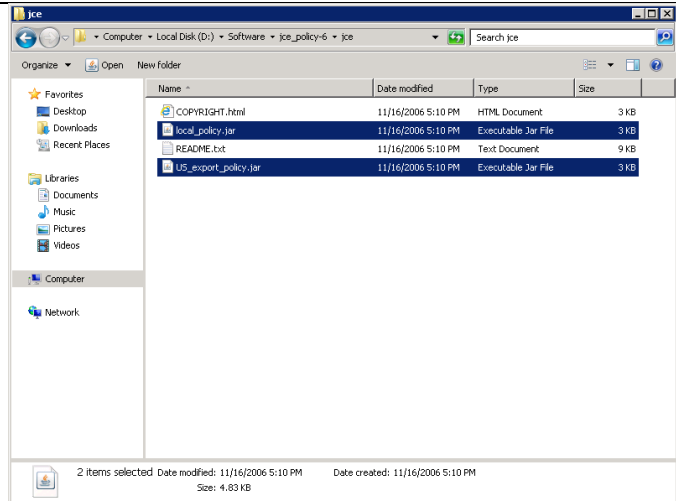 jce
Computer Local Disk (D:) Software jce_policy-6 jce
Search jce
Organize Open New folder
Favorites
Desktop
Downloads
Recent Places
Libraries
Documents
Music
Pictures
Videos
Computer
Network
Name Date modified Type Size
COPYRIGHT.html 11/16/2006 5:10 PM HTML Document 3 KB
local_policy.jar 11/16/2006 5:10 PM Executable Jar File 3 KB
README.txt 11/16/2006 5:10 PM Text Document 9 KB
US_export_policy.jar 11/16/2006 5:10 PM Executable Jar File 3 KB
2 items selected Date modified: 11/16/2006 5:10 PM Date created: 11/16/2006 5:10 PM
Size: 4.83 KB